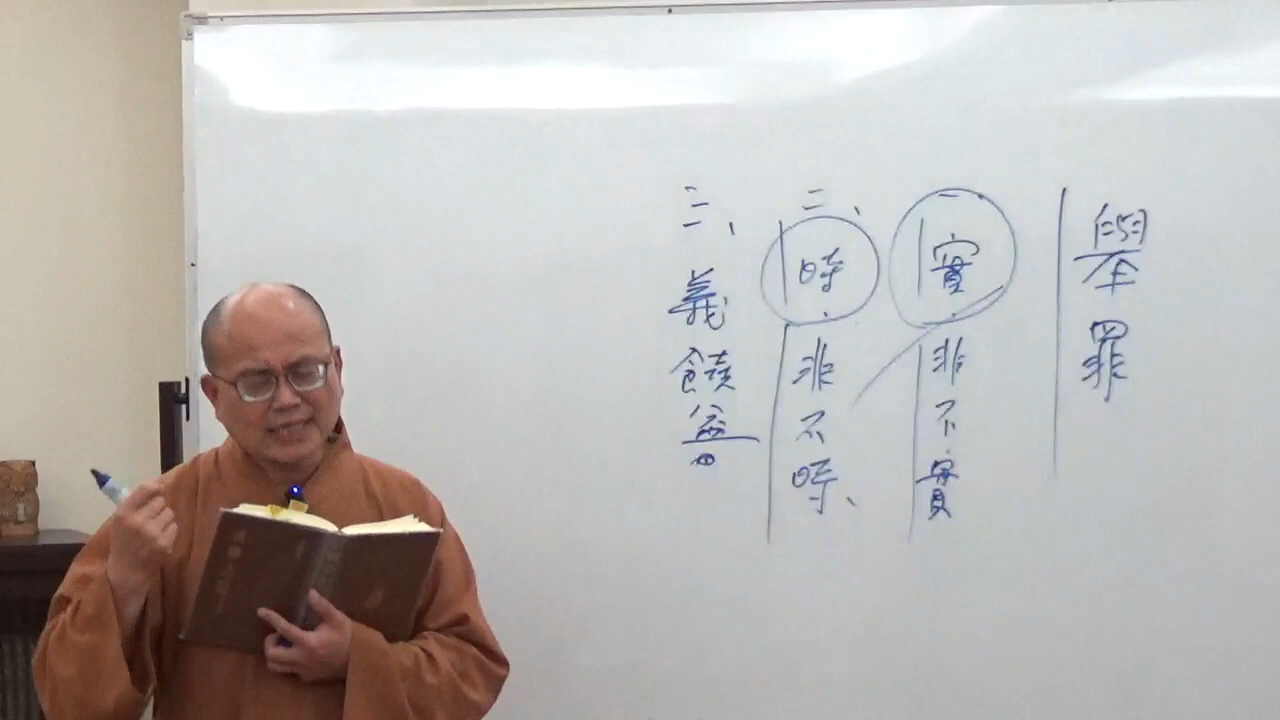 舉罪
一、實非不實
二、時非不時、
三、義饒益